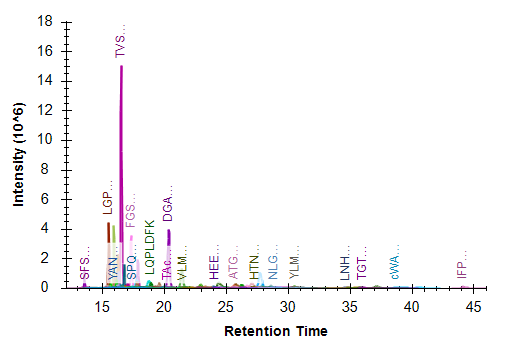 18
16
14
12
10
8
6
4
2
0
Intensity (10^6)
TVS...
LGP...
FGS...
DGA...
SFS...
YAN...
SPQ...
LQPLDFK
TAc...
VLM...
HEE...
ATG...
HTN...
NLG...
YLM...
LNH...
TGT...
cWA...
IFP...
15 20 25 30 35 40 45
Retention Time